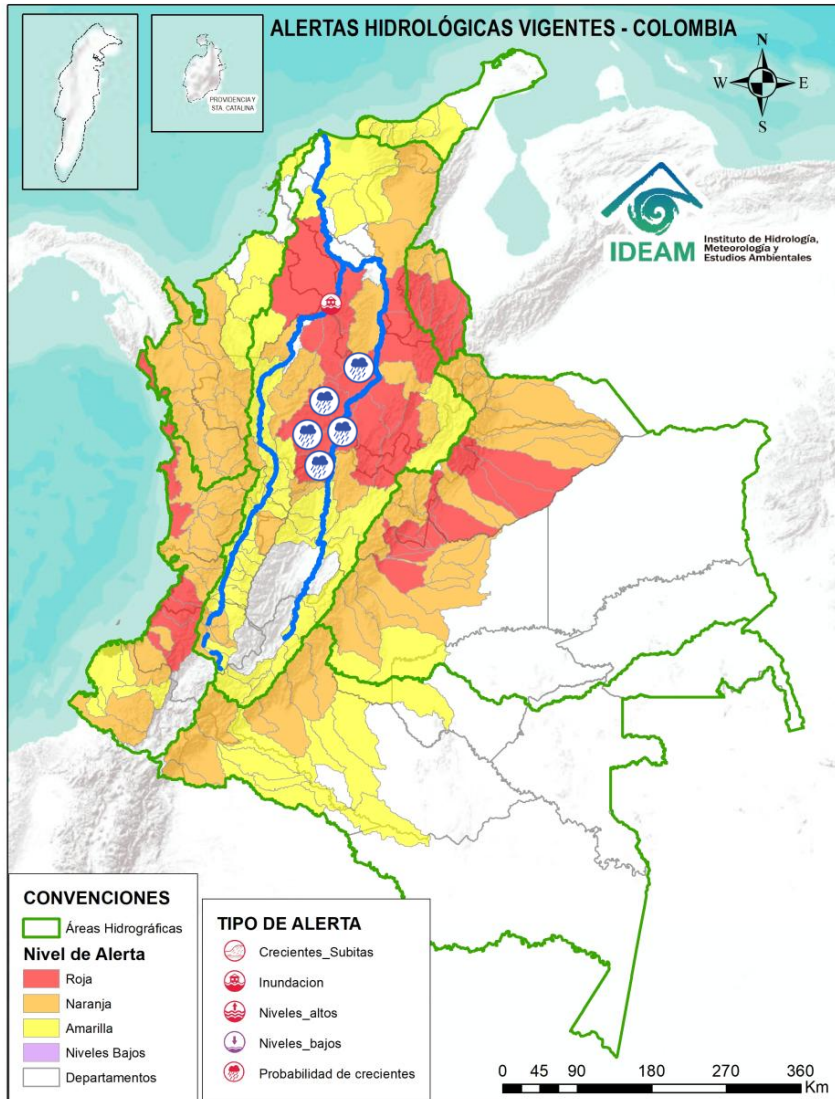 ALERTAS HIDROLÓGICAS VIGENTES - COLOMBIA
PROVIDENCIA Y
STA. CATALINA
N
W
E
S
IDEAM
Instituto de Hidrología,
Meteorología y
Estudios Ambientales
CONVENCIONES
Áreas Hidrográficas
Nivel de Alerta
Roja
Naranja
Amarilla
Niveles Bajos
Departamentos
TIPO DE ALERTA
Crecientes_Subitas
Inundacion
Niveles_altos
Niveles_bajos
Probabilidad de crecientes
0 45 90 180 270 360
Km